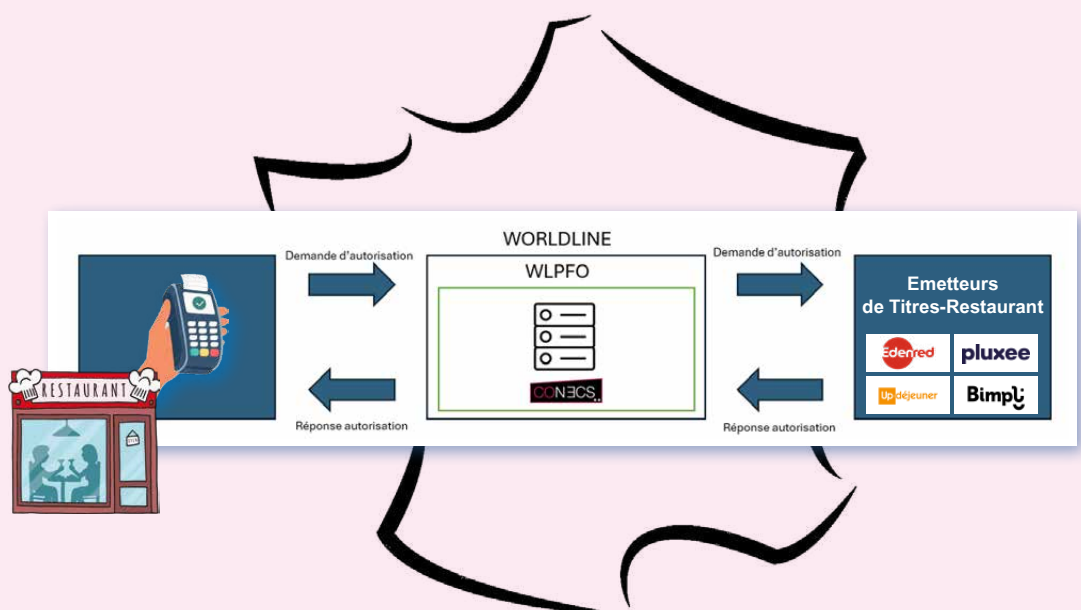 WORLDLINE
Demande d'autorisation
WLPFO
CONECS
Réponse autorisation
Demande d'autorisation
Réponse autorisation
Emetteurs
de Titres-Restaurant
Edenred
pluxee
Up déjeuner
Bimpli
RESTAURANT